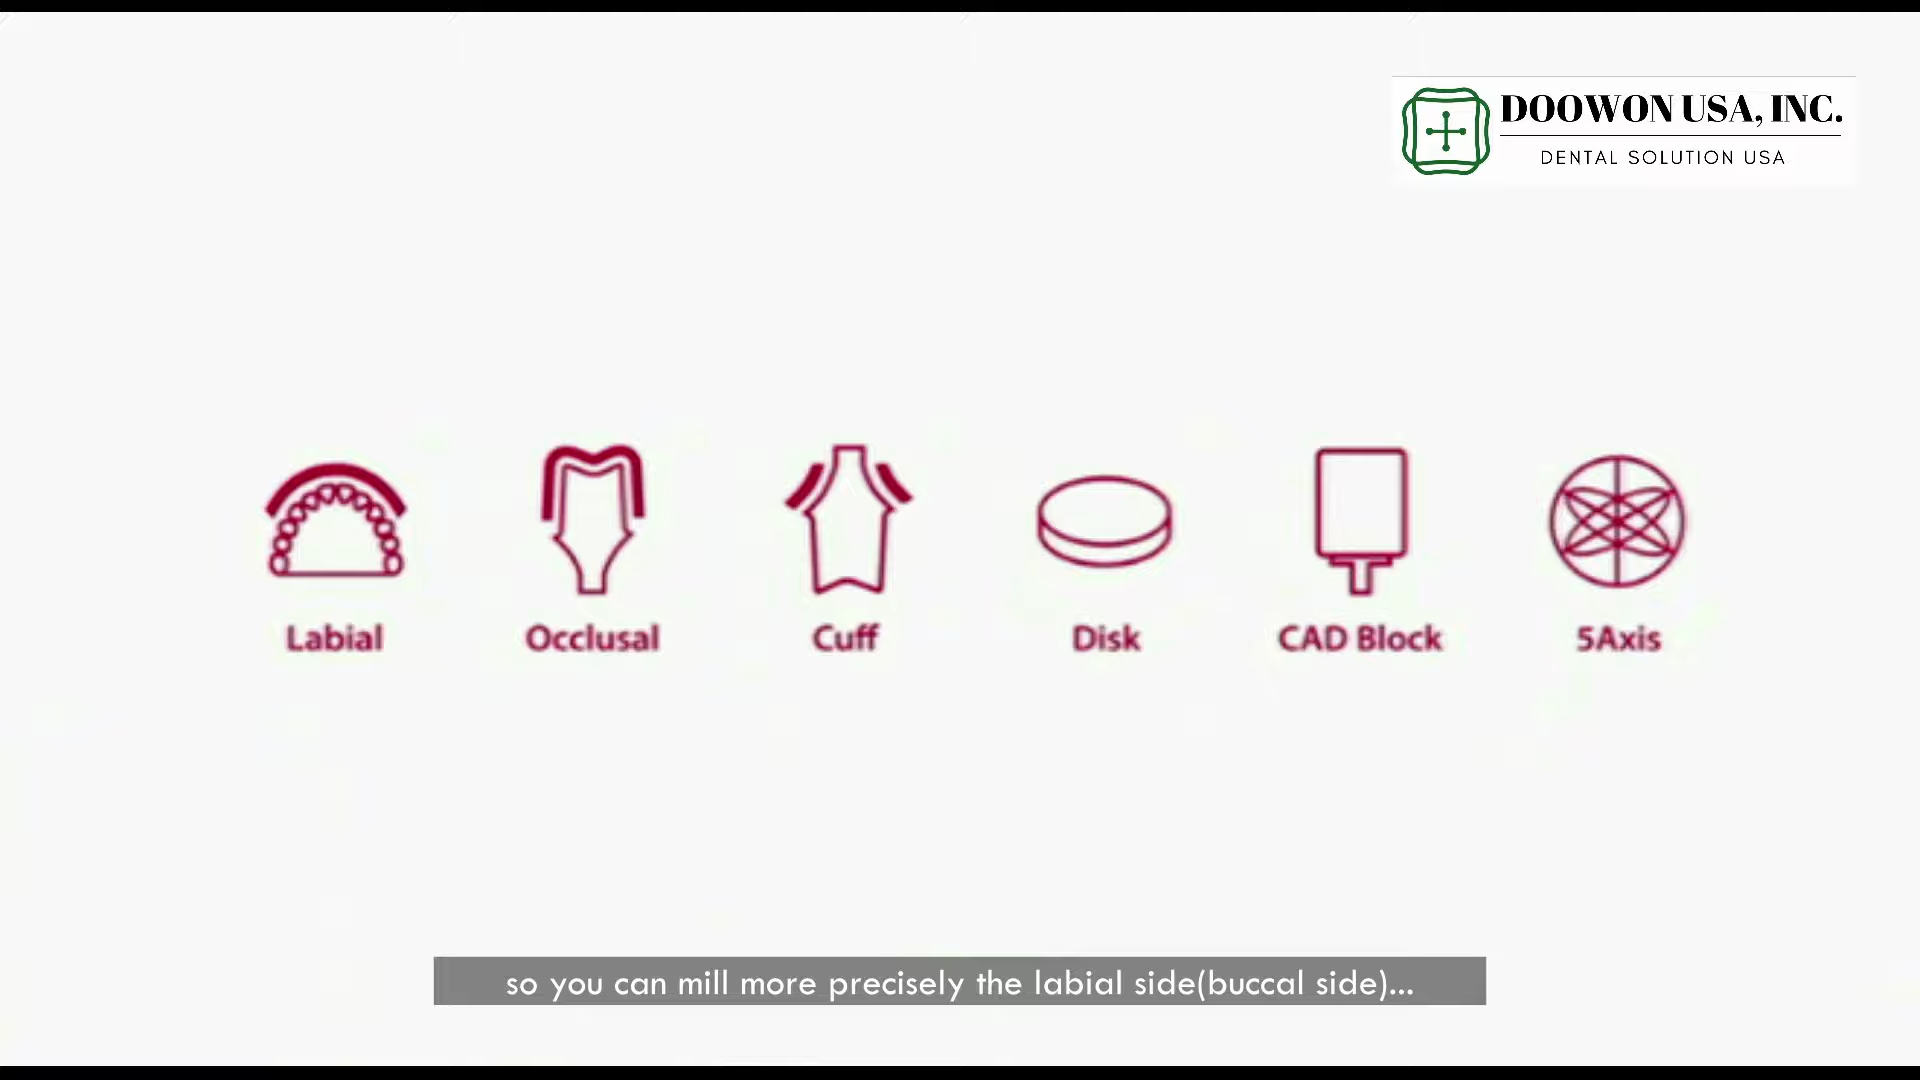 DOOWON USA, INC.
DENTAL SOLUTION USA
Labial
Occlusal
Cuff
Disk
CAD Block
5Axis
so you can mill more precisely the labial side(buccal side)...